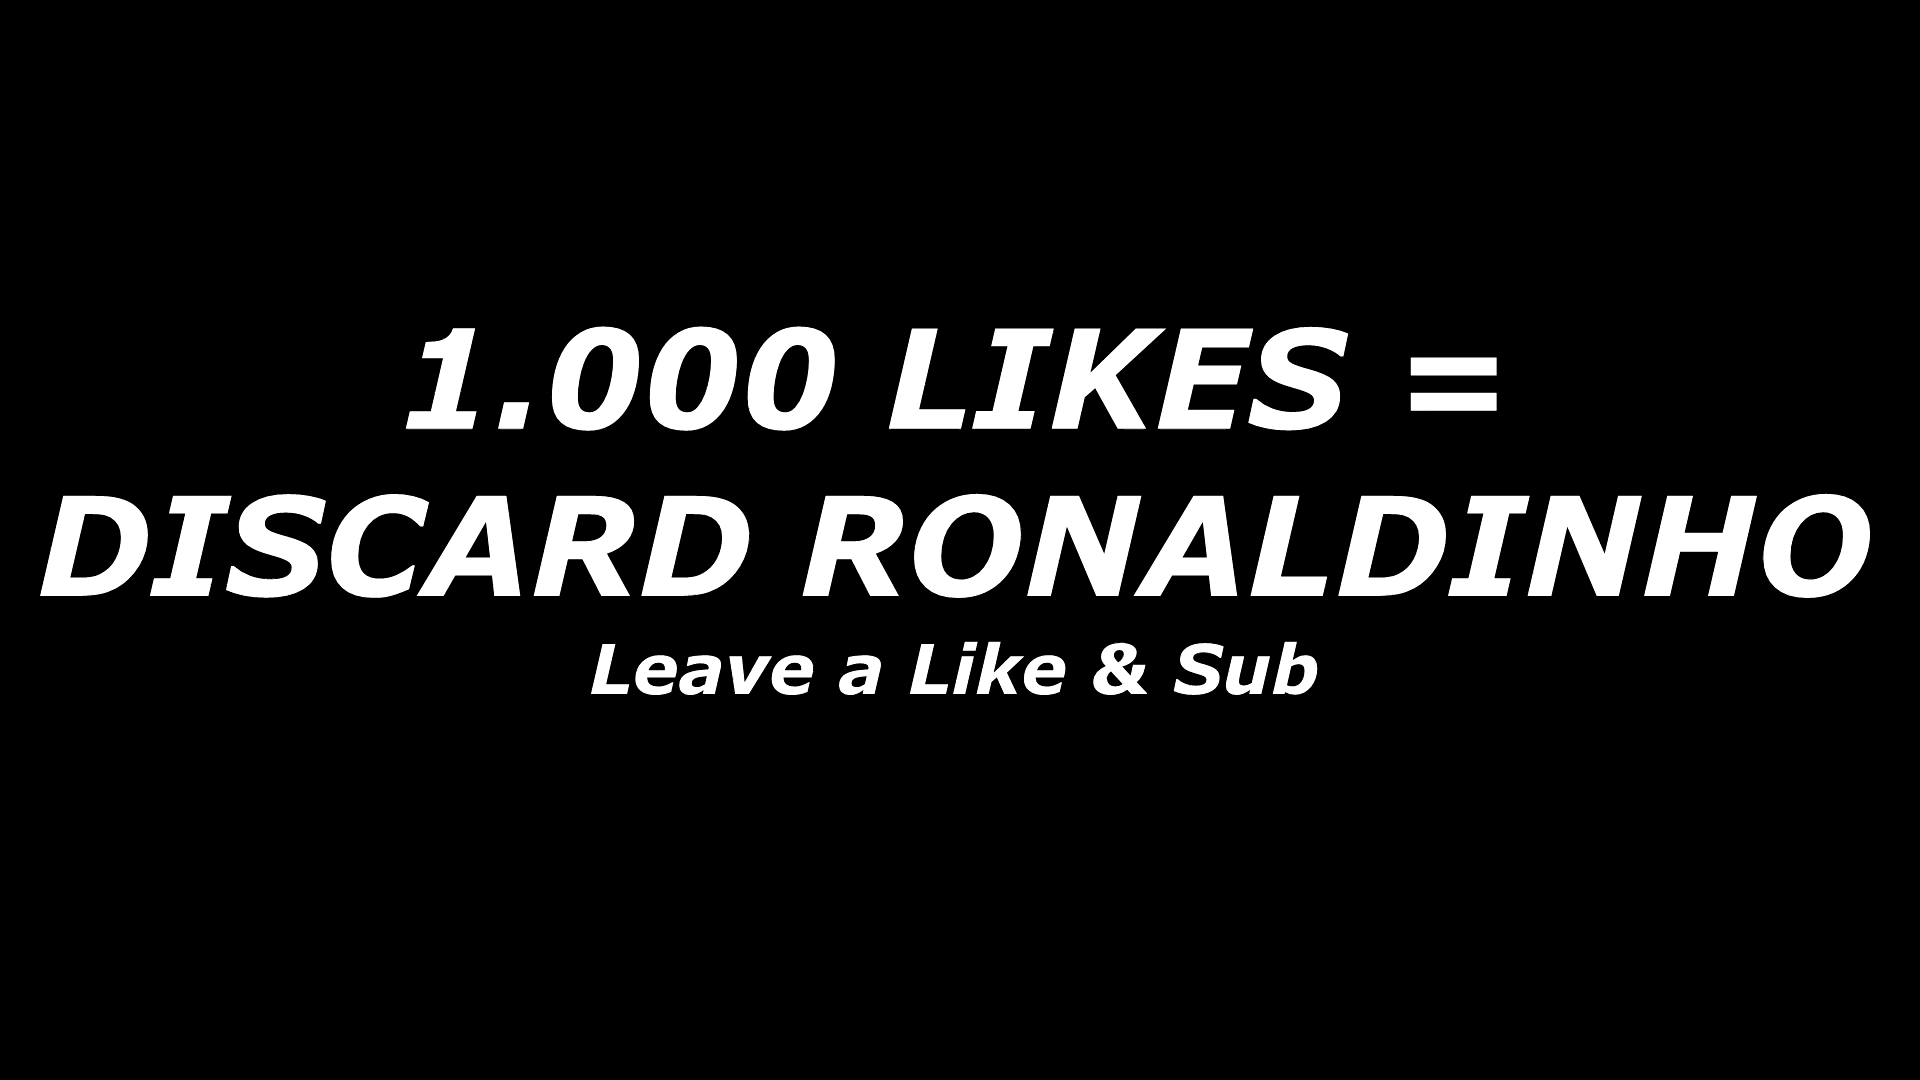 1.000 LIKES =
DISCARD RONALDINHO
Leave a Like & Sub